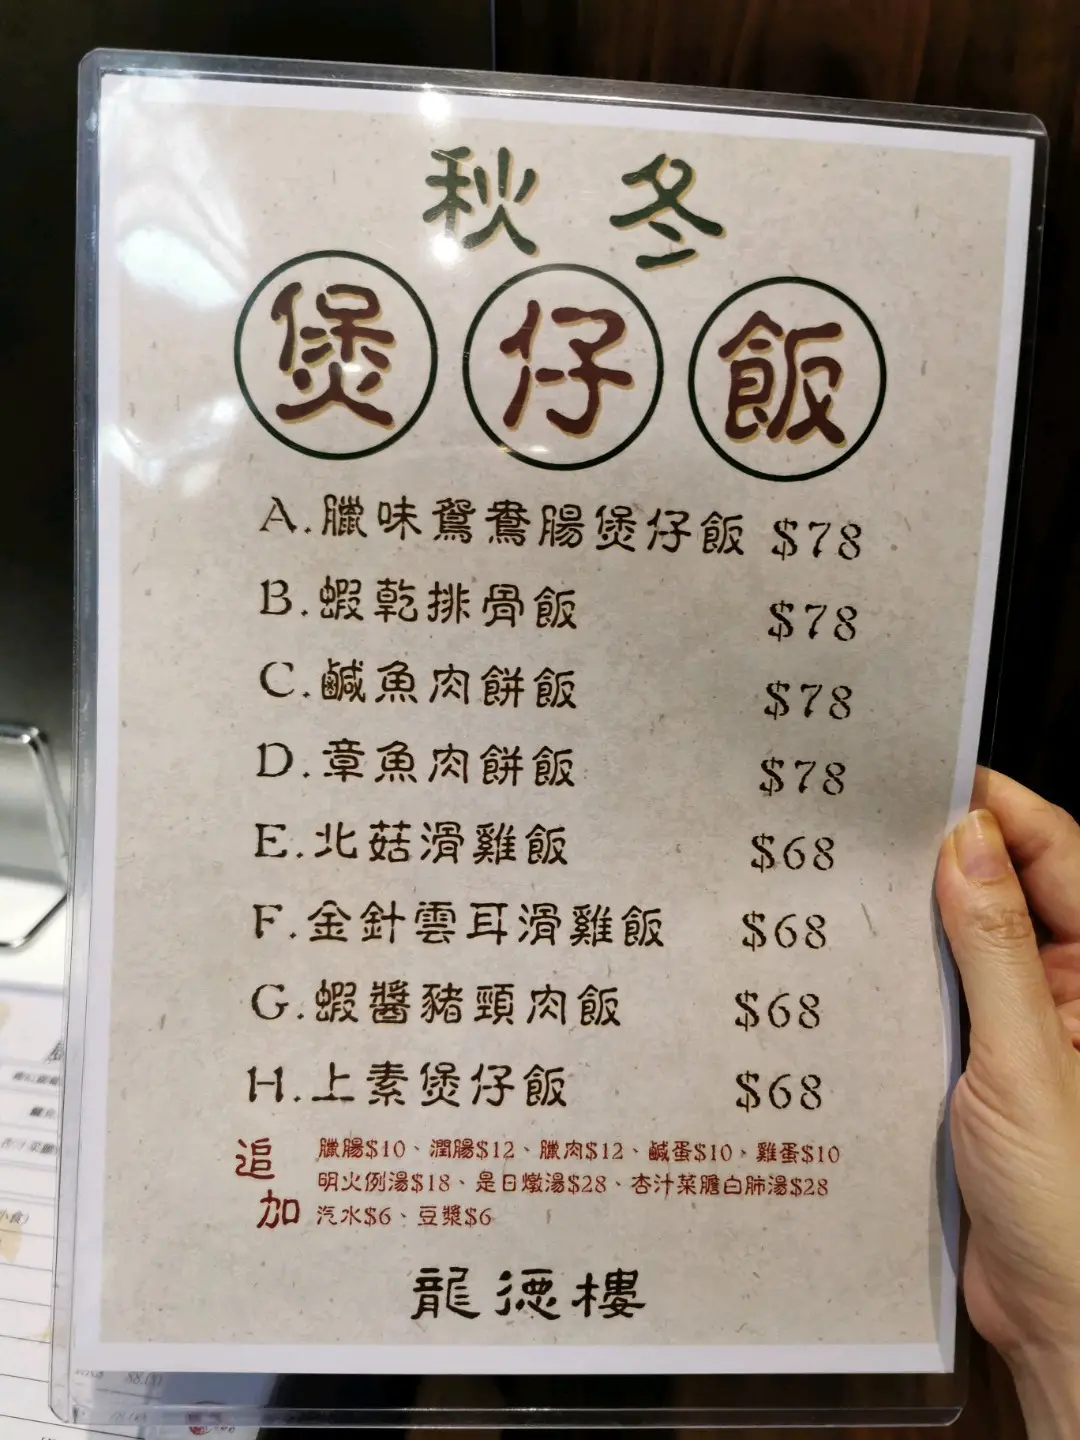 秋冬
煲仔飯
A.臘味鴛鴦腸煲仔飯 $78
B.蝦乾排骨飯 $78
C.鹹魚肉餅飯 $78
D.章魚肉餅飯 $78
E.北菇滑雞飯 $68
F.金針雲耳滑雞飯 $68
G.蝦醬豬頸肉飯 $68
H.上素煲仔飯 $68
追加
臘腸$10、潤腸$12、臘肉$12、鹹蛋$10，雞蛋$10
明火例湯$18、是日燉湯$28、杏汁菜膽白肺湯$28
汽水$6、豆漿$6
龍德樓